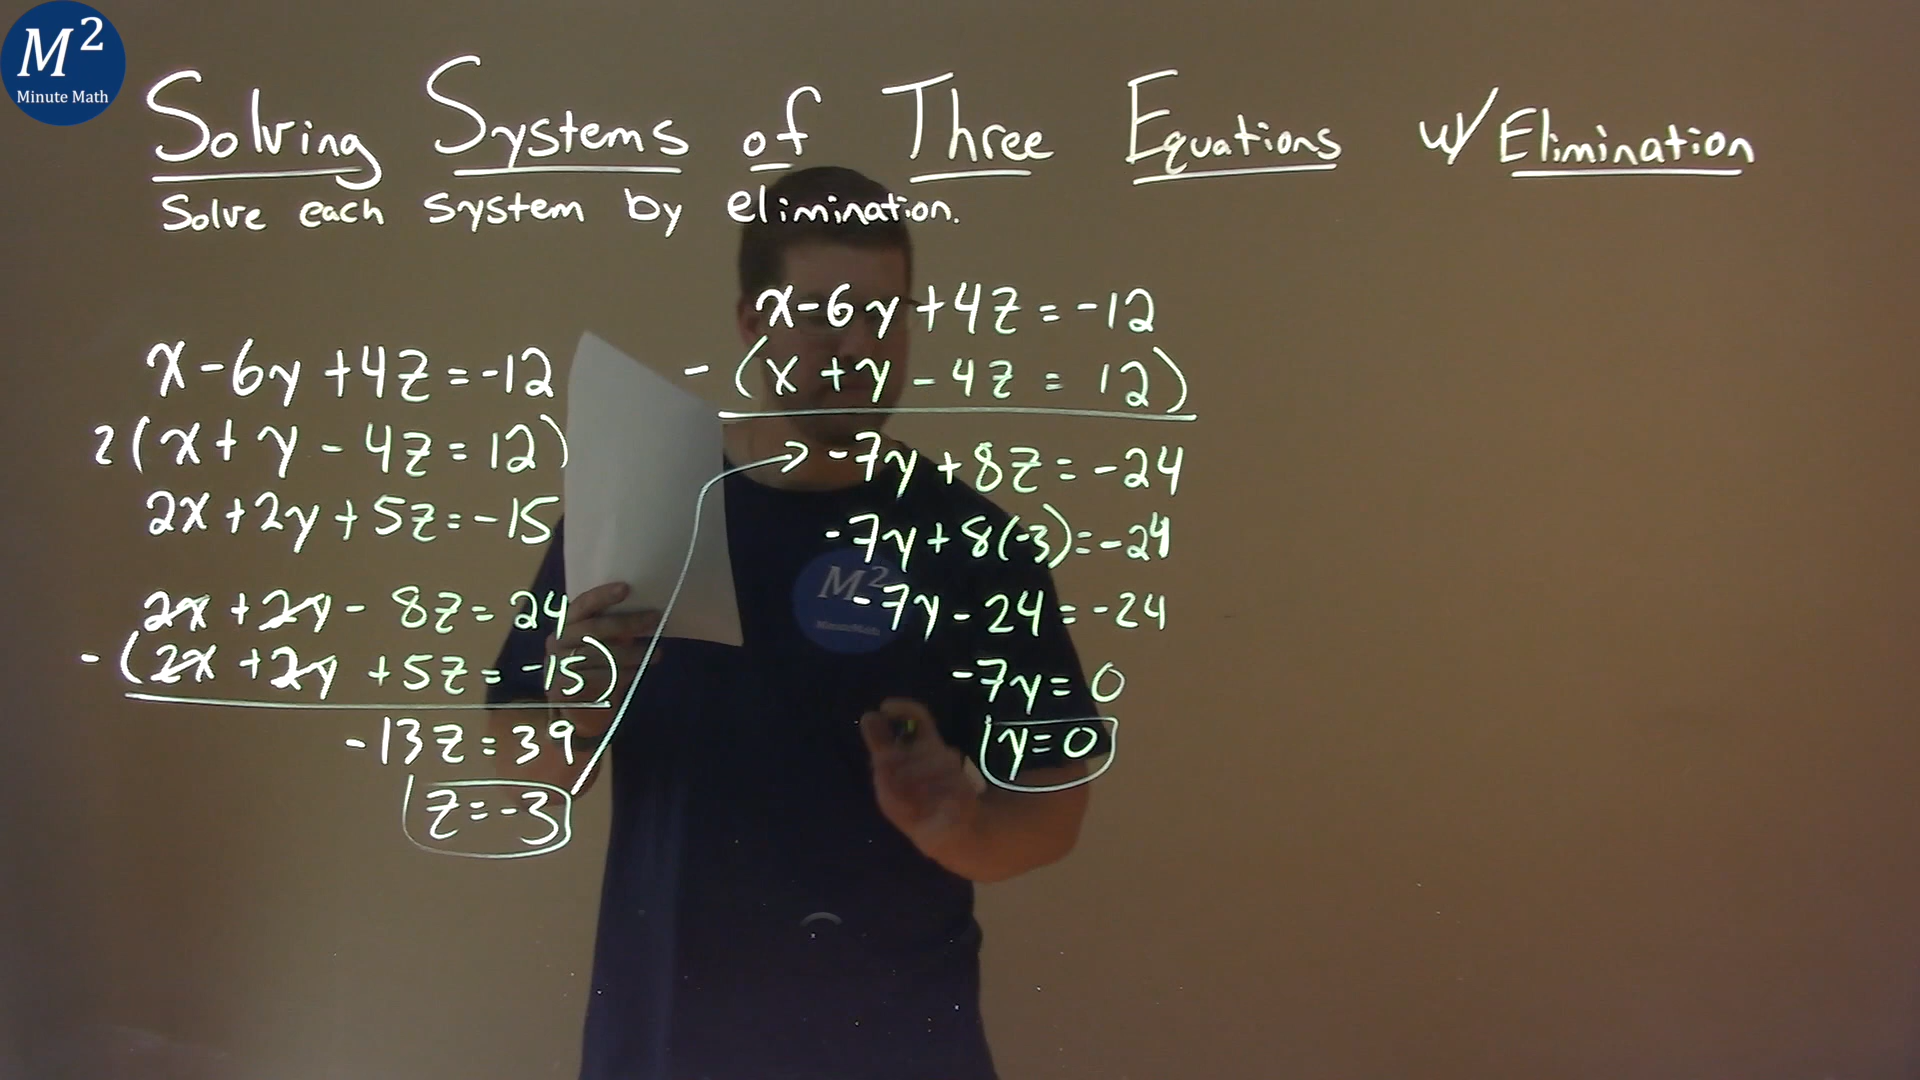 M²
Minute Math
Solving Systems of Three Equations w/ Elimination
Solve each system by elimination.
x-6y+4z=-12
2(x+y-4z=12)
2x+2y+5z=-15
2x+2y-8z=24
-(2x+2y+5z=-15)
-13z=39
z=-3
x-6y+4z=-12
-(x+y-4z=12)
-7y+8z=-24
-7y+8(-3)=-24
-7y-24=-24
-7y=0
y=0
M²
MinuteMath